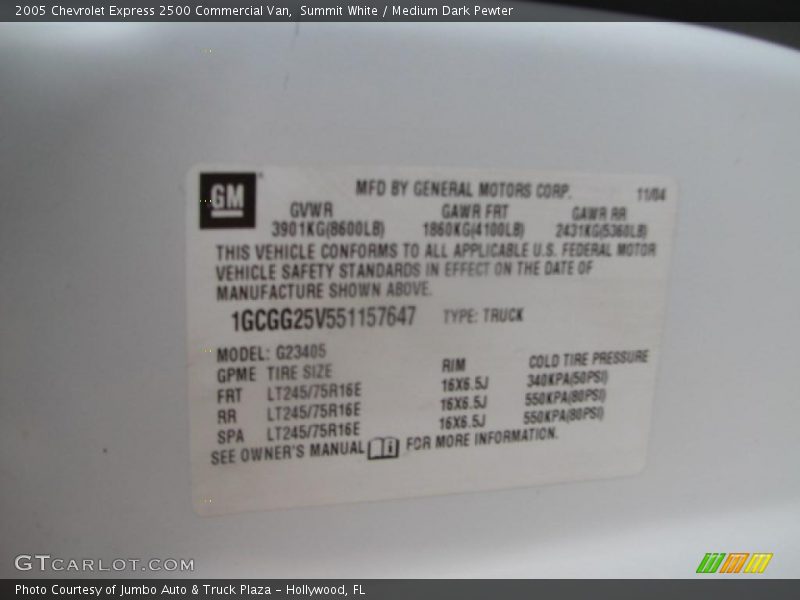 2005 Chevrolet Express 2500 Commercial Van,  Summit White / Medium Dark Pewter
GM
MFD BY GENERAL MOTORS CORP.  11/04
GVWR  GAWR FRT  GAWR RR
3901KG(8600LB)  1860KG(4100LB)  2431KG(5360LB)
THIS VEHICLE CONFORMS TO ALL APPLICABLE U.S. FEDERAL MOTOR
VEHICLE SAFETY STANDARDS IN EFFECT ON THE DATE OF
MANUFACTURE SHOWN ABOVE.
1GCGG25V551157647  TYPE: TRUCK
MODEL: G23405
GPME  TIRE SIZE  RIM  COLD TIRE PRESSURE
FRT  LT245/75R16E  16X6.5J  340KPA(50PSI)
RR  LT245/75R16E  16X6.5J  550KPA(80PSI)
SPA  LT245/75R16E  16X6.5J  550KPA(80PSI)
SEE OWNER'S MANUAL  FOR MORE INFORMATION.
GTCARLOT.COM
Photo Courtesy of Jumbo Auto & Truck Plaza - Hollywood, FL